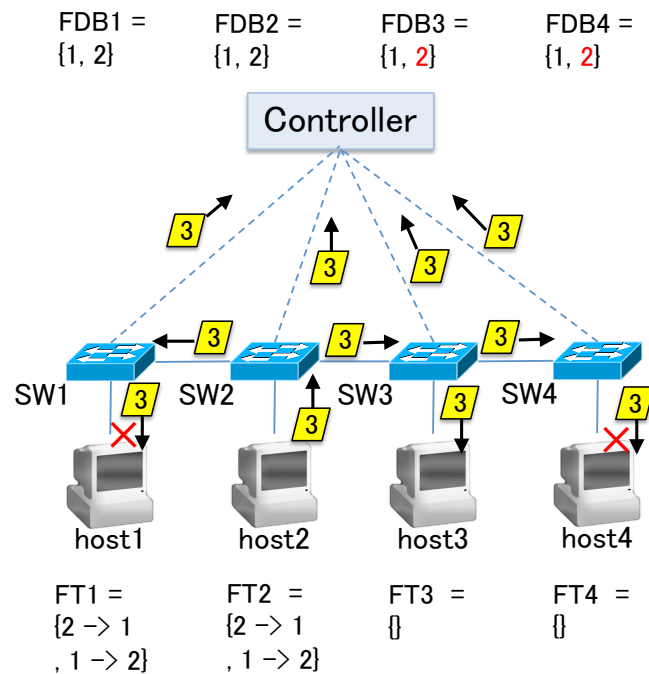 FDB1 = {1, 2}
FDB2 = {1, 2}
FDB3 = {1, 2}
FDB4 = {1, 2}
Controller
3
3
3
3
3
3
3
SW1
SW2
SW3
SW4
3
3
3
3
host1
host2
host3
host4
FT1 =
{2 -> 1
, 1 -> 2}
FT2 =
{2 -> 1
, 1 -> 2}
FT3 =
{}
FT4 =
{}